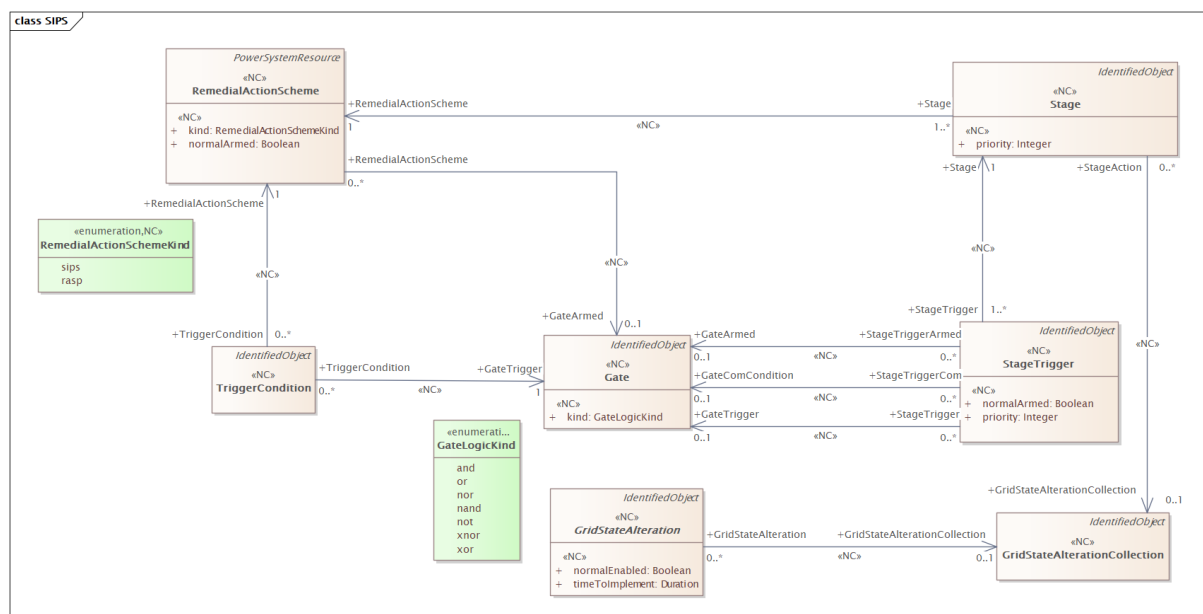 class SIPS
PowerSystemResource
«NC»
RemedialActionScheme
«NC»
+ kind: RemedialActionSchemeKind
+ normalArmed: Boolean
IdentifiedObject
«NC»
Stage
«NC»
+ priority: Integer
+RemedialActionScheme
+Stage
1
«NC»
1..*
+RemedialActionScheme
0..*
+Stage
1
+StageAction
0..*
1
+RemedialActionScheme
«enumeration,NC»
RemedialActionSchemeKind
sips
rasp
«NC»
«NC»
«NC»
«NC»
+GateArmed
0..1
+StageTrigger
1..*
+TriggerCondition
0..*
IdentifiedObject
«NC»
TriggerCondition
+TriggerCondition
+GateTrigger
0..*
«NC»
1
IdentifiedObject
«NC»
Gate
«NC»
+ kind: GateLogicKind
+GateArmed
+StageTriggerArmed
0..1
«NC»
0..*
+GateComCondition
+StageTriggerCom
0..1
«NC»
0..*
+GateTrigger
+StageTrigger
0..1
«NC»
0..*
IdentifiedObject
«NC»
StageTrigger
«NC»
+ normalArmed: Boolean
+ priority: Integer
«enumerati...
GateLogicKind
and
or
nor
nand
not
xnor
xor
IdentifiedObject
«NC»
GridStateAlteration
«NC»
+ normalEnabled: Boolean
+ timeToImplement: Duration
+GridStateAlterationCollection
0..1
+GridStateAlteration
+GridStateAlterationCollection
0..*
«NC»
0..1
IdentifiedObject
«NC»
GridStateAlterationCollection